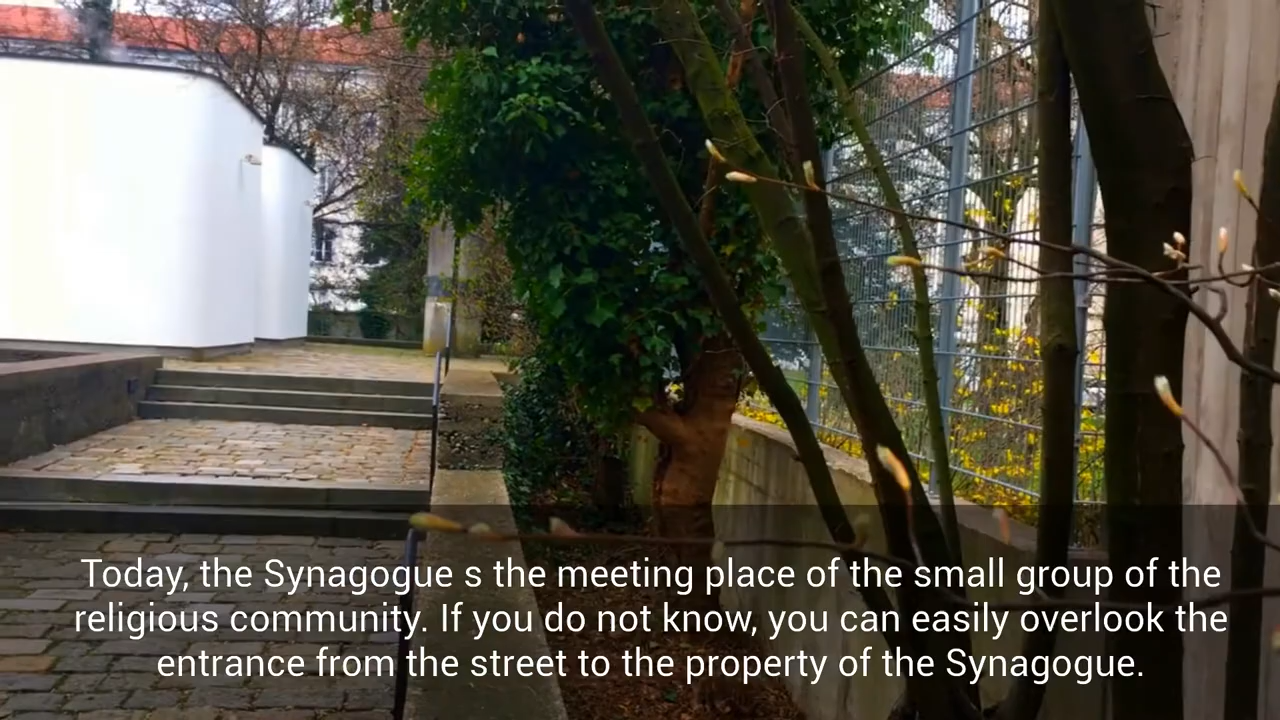 Today, the Synagogue s the meeting place of the small group of the
religious community. If you do not know, you can easily overlook the
entrance from the street to the property of the Synagogue.